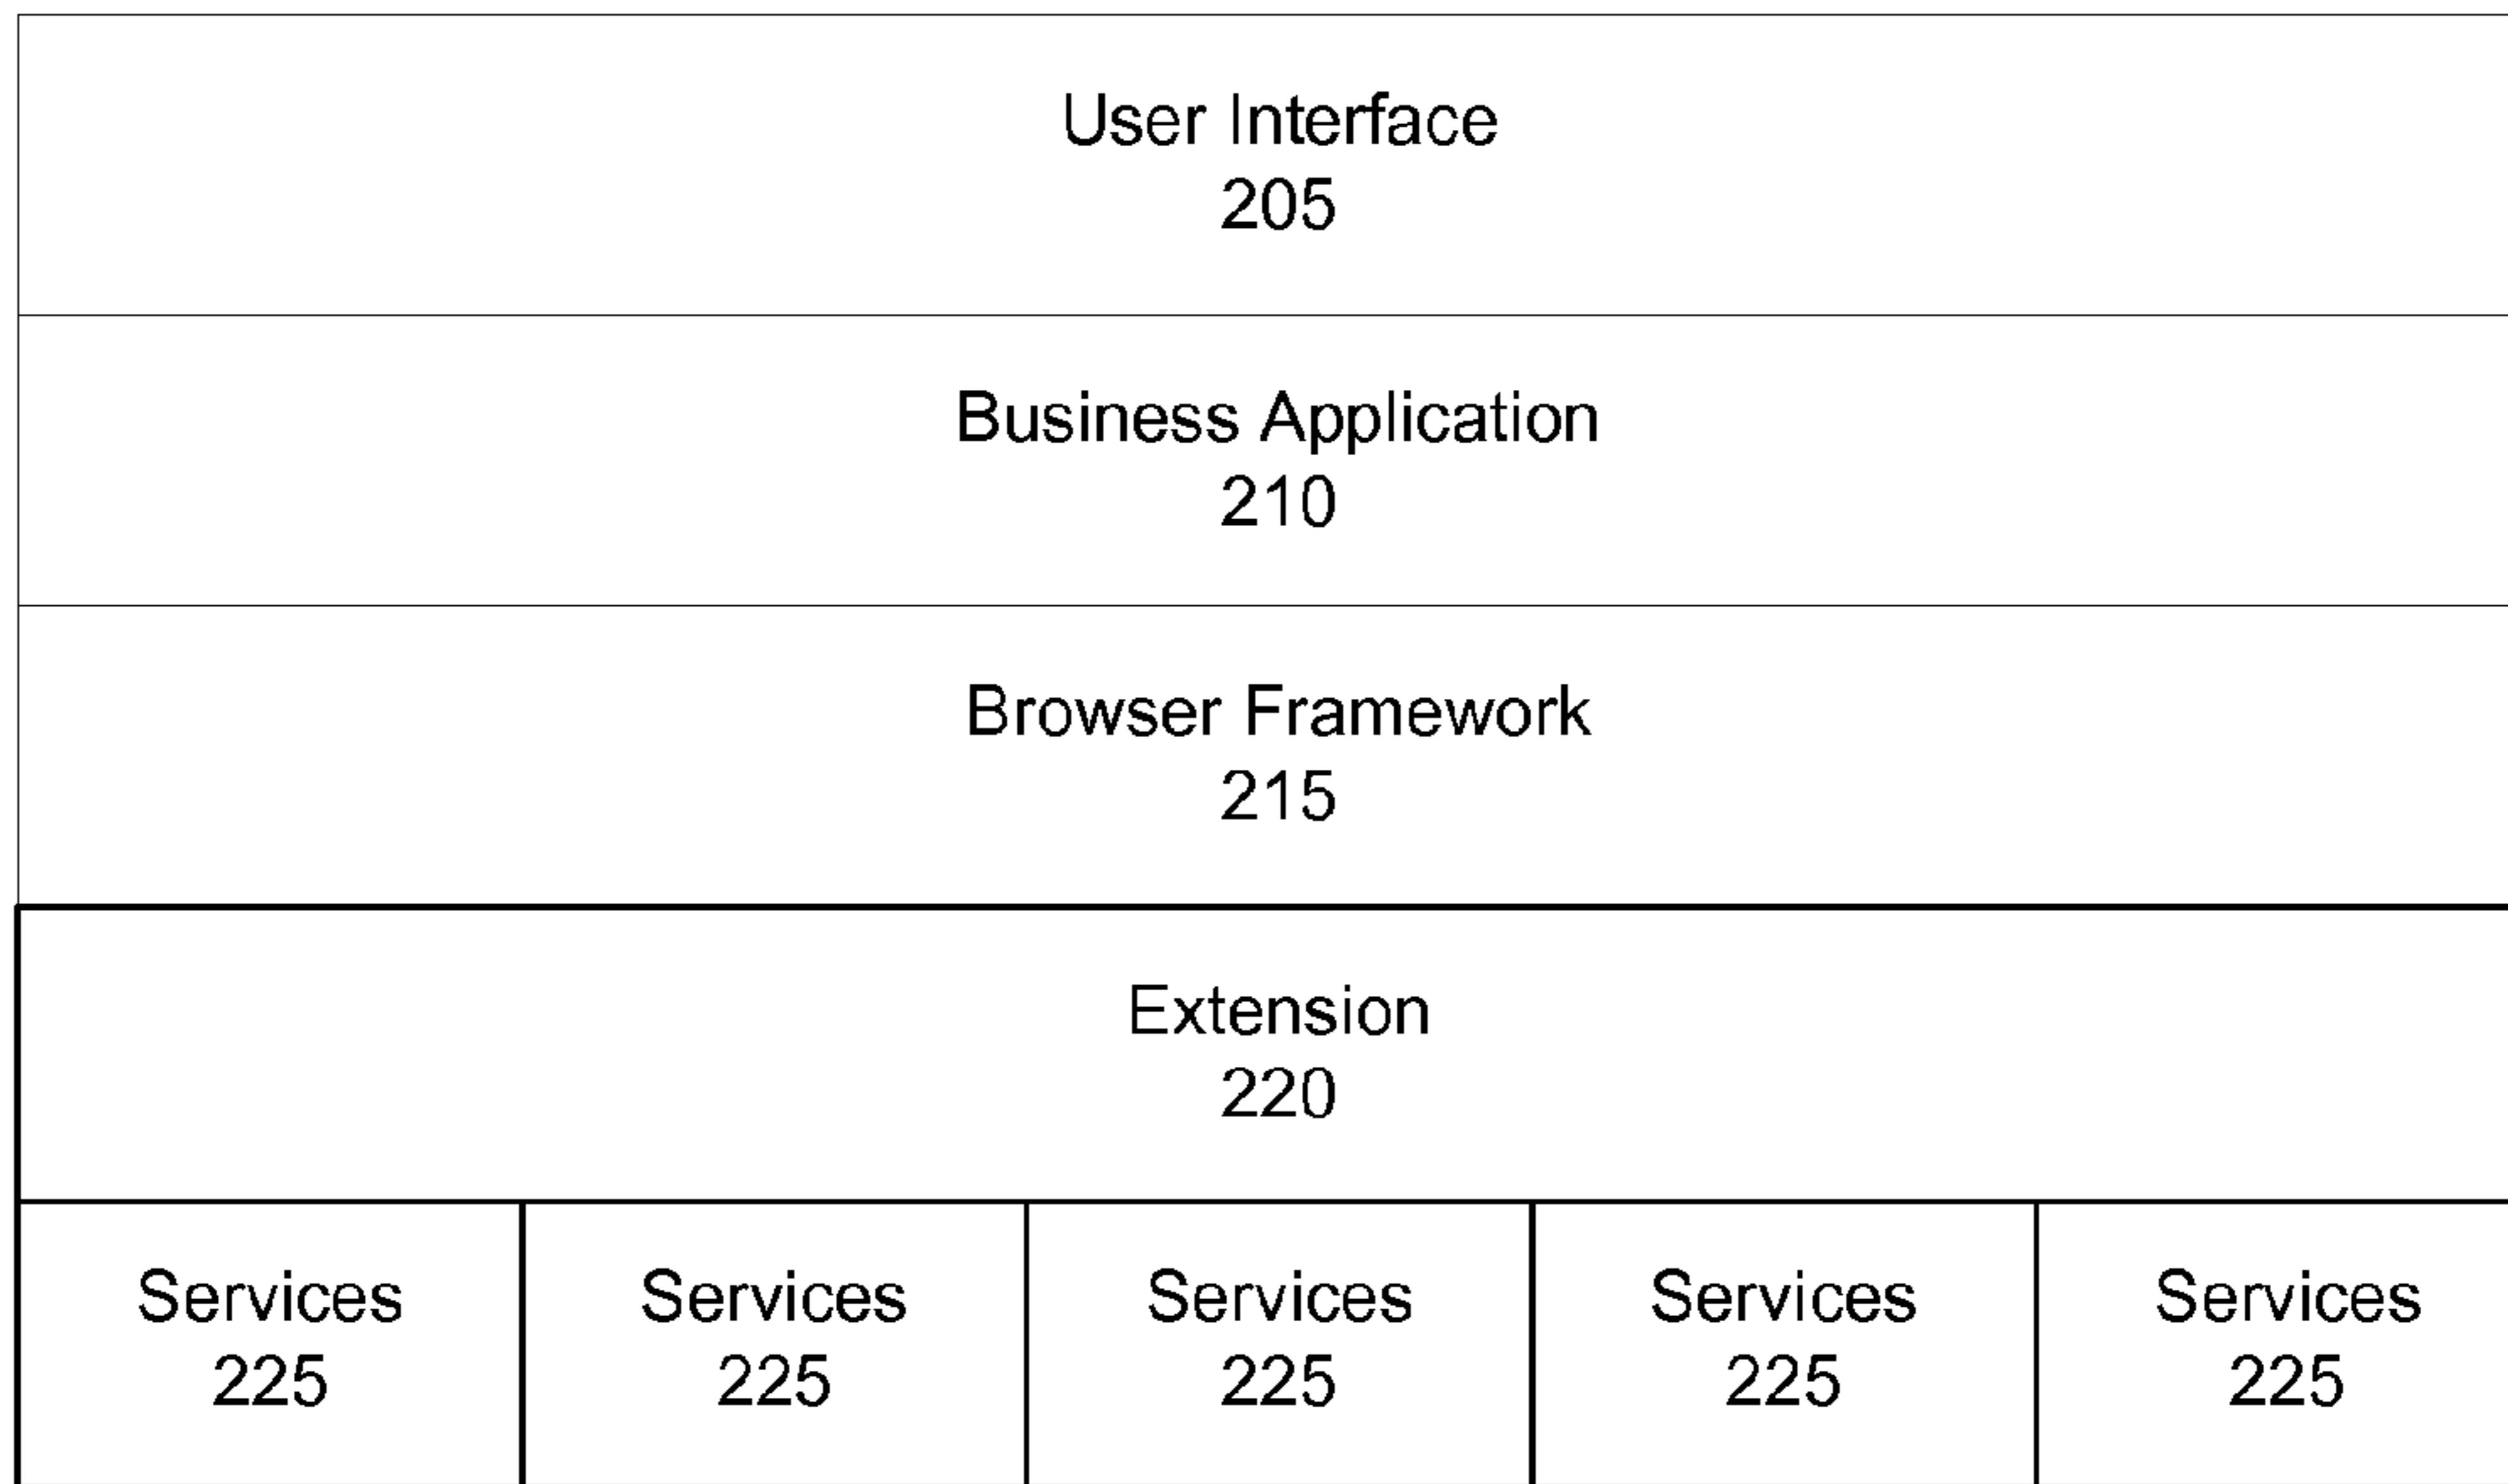 User Interface
205
Business Application
210
Browser Framework
215
Extension
220
Services
225
Services
225
Services
225
Services
225
Services
225